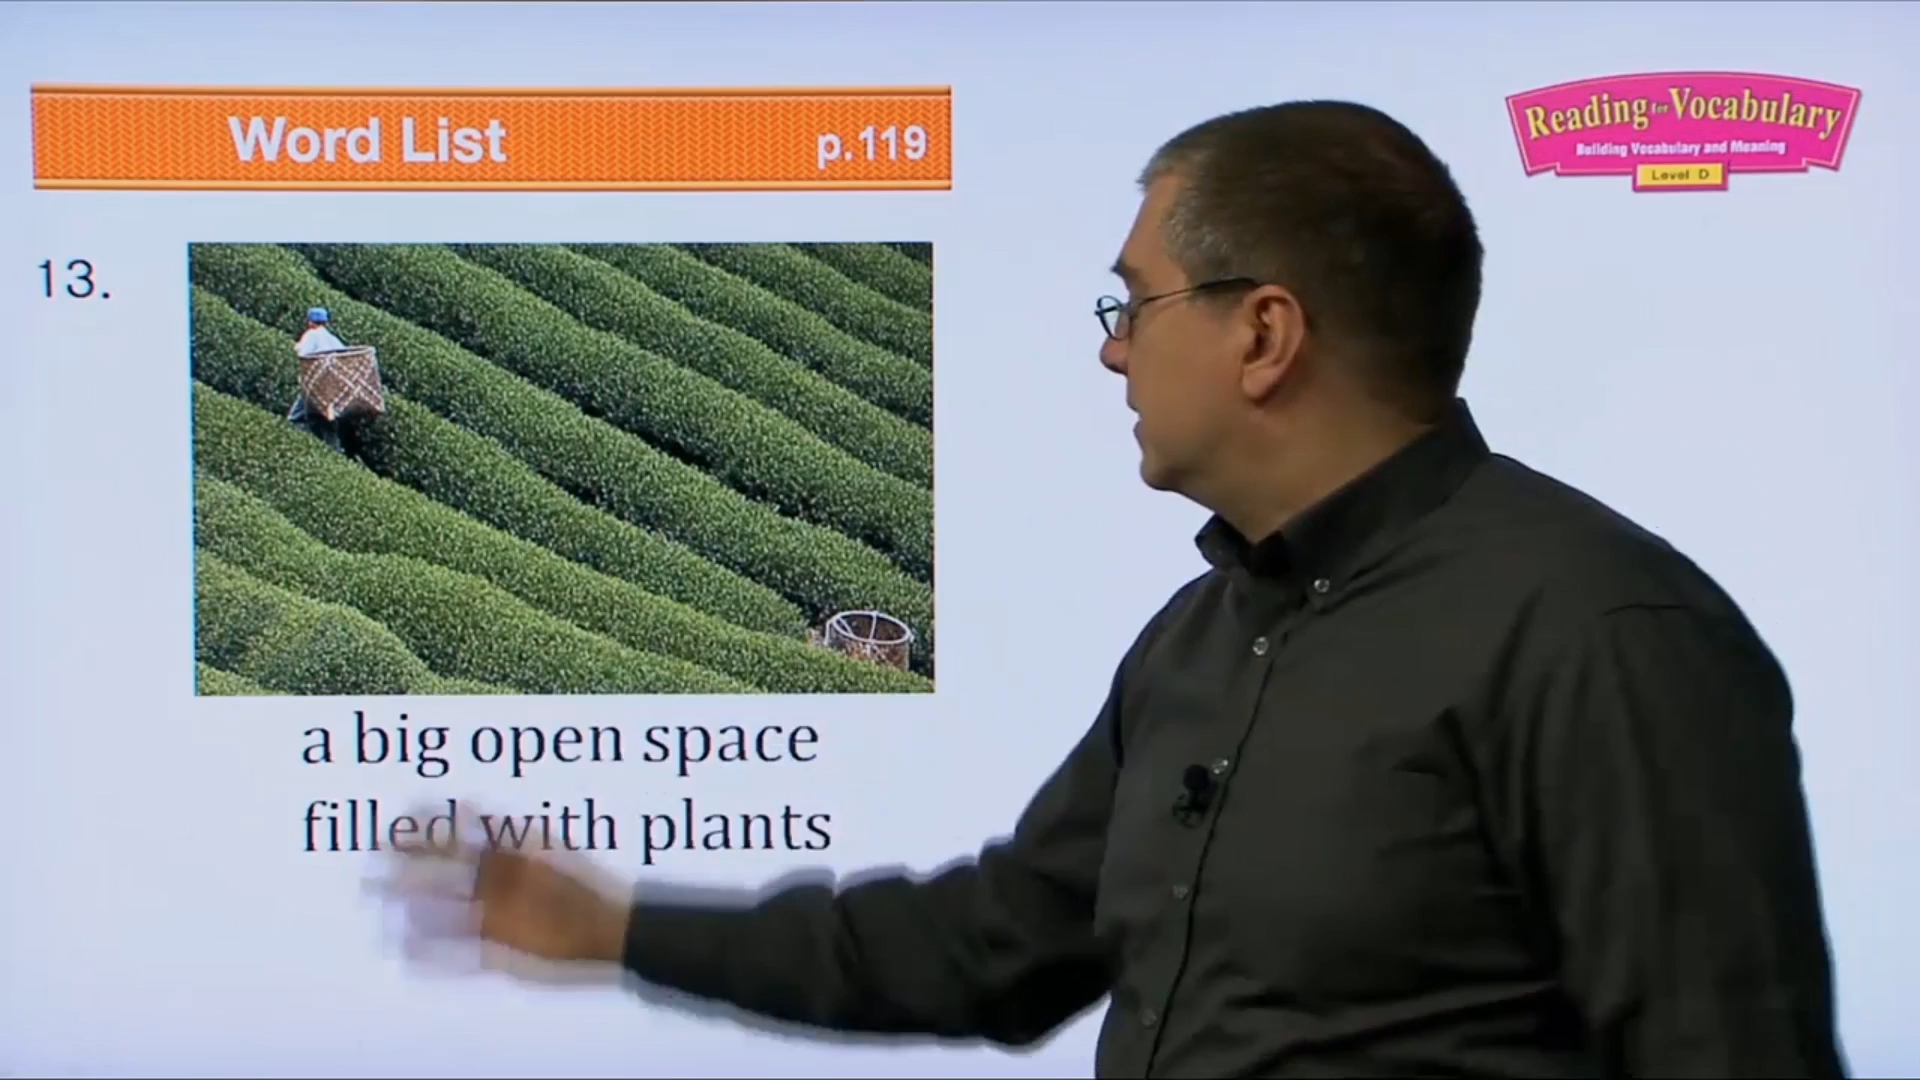 Word List p.119
Reading for Vocabulary
Building Vocabulary and Meaning
Level D
13.
a big open space
filled with plants